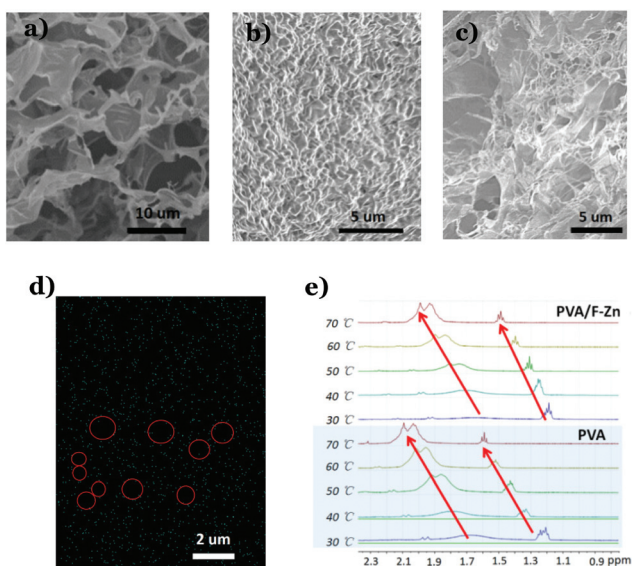 a)
b)
c)
10 um
5 um
5 um
d)
2 um
e)
PVA/F-Zn
70 ℃
60 ℃
50 ℃
40 ℃
30 ℃
PVA
70 ℃
60 ℃
50 ℃
40 ℃
30 ℃
2.3 2.1 1.9 1.7 1.5 1.3 1.1 0.9 ppm